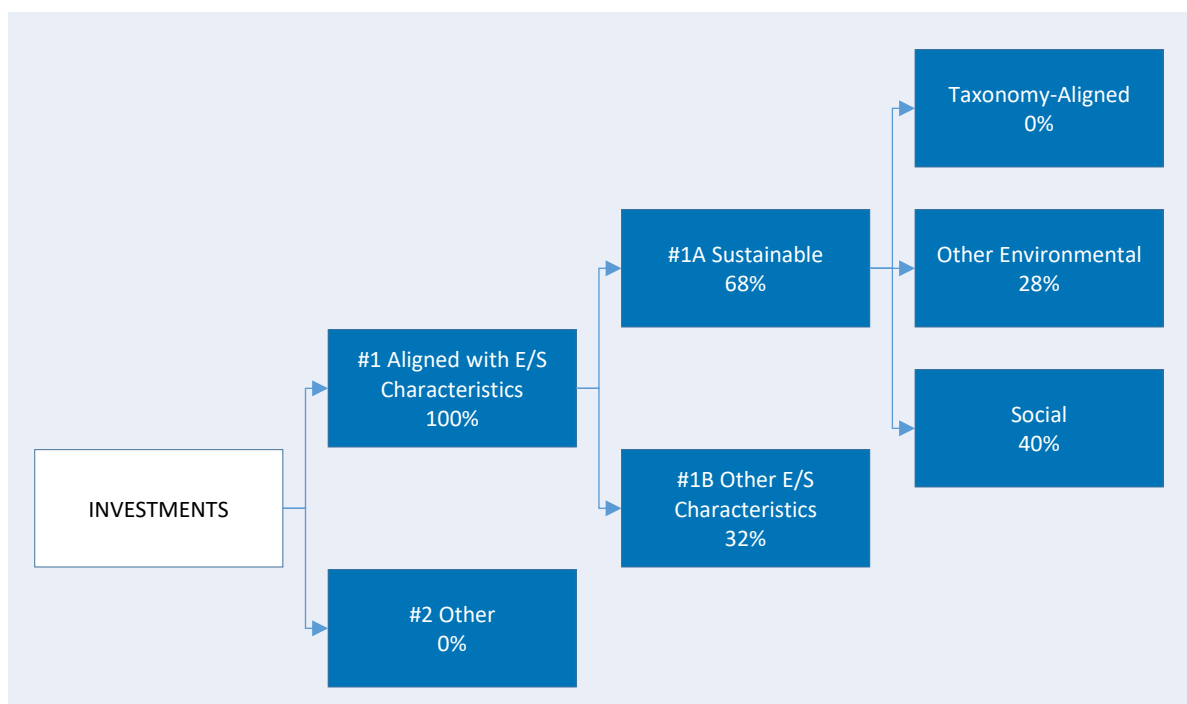 INVESTMENTS
#1 Aligned with E/S
Characteristics
100%
#2 Other
0%
#1A Sustainable
68%
#1B Other E/S
Characteristics
32%
Taxonomy-Aligned
0%
Other Environmental
28%
Social
40%